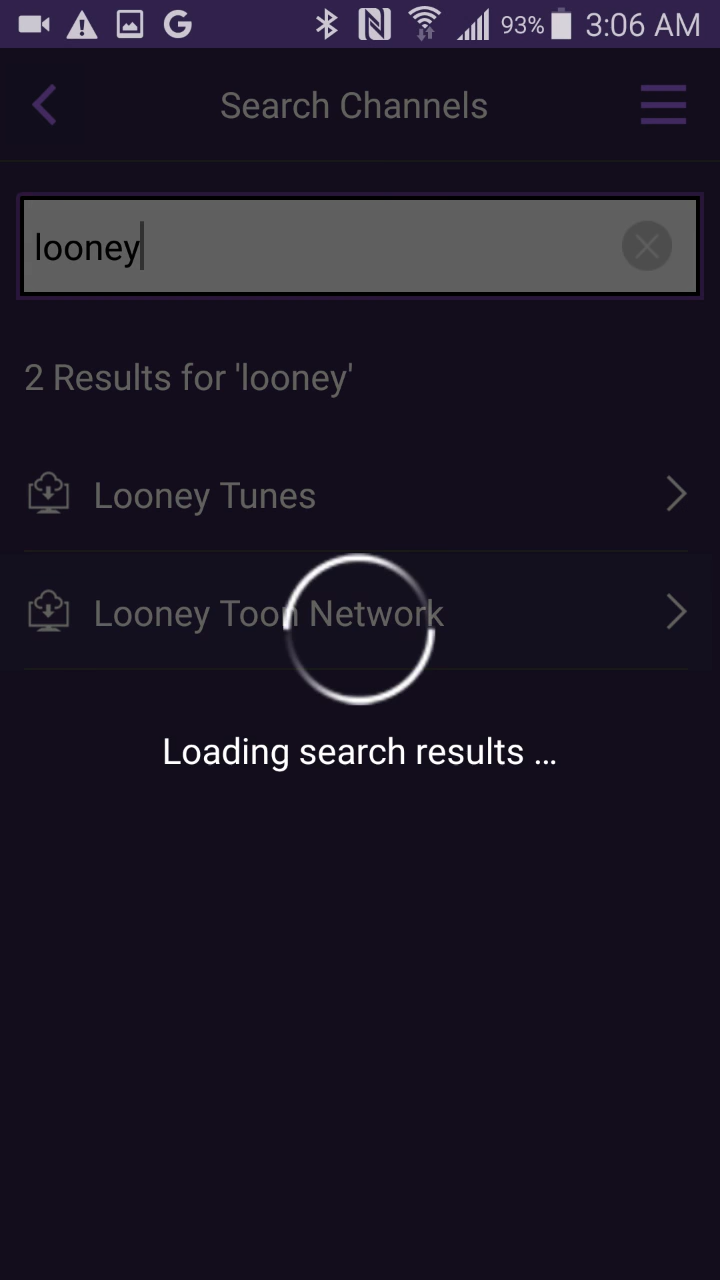 93% 3:06 AM
Search Channels
looney
2 Results for 'looney'
Looney Tunes
Looney Toon Network
Loading search results ...